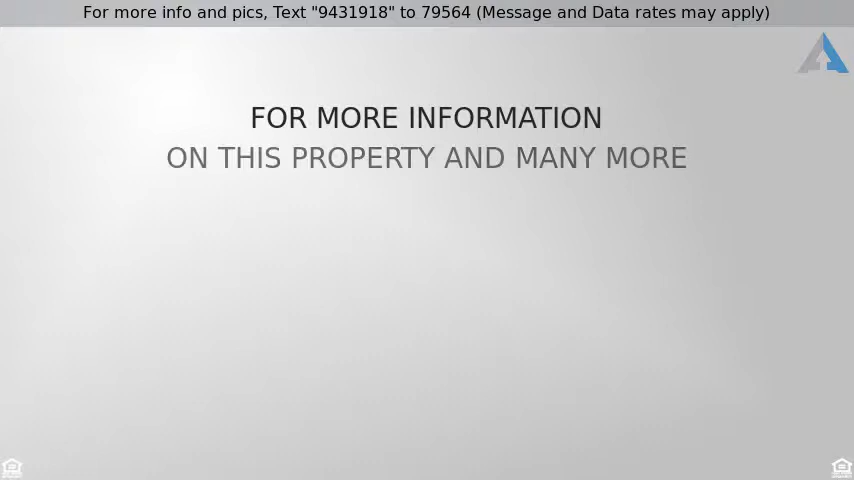 For more info and pics, Text "9431918" to 79564 (Message and Data rates may apply)
FOR MORE INFORMATION
ON THIS PROPERTY AND MANY MORE